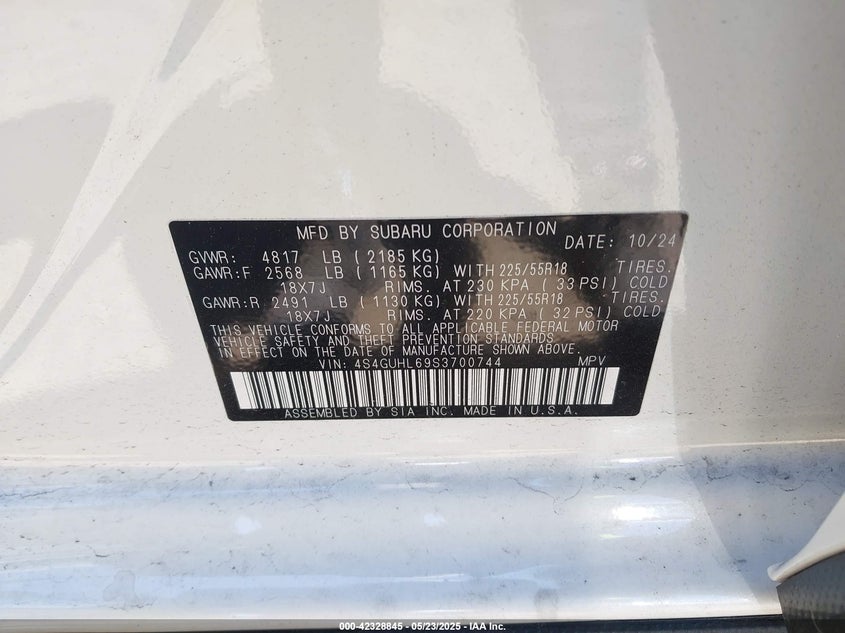 MFD BY SUBARU CORPORATION
DATE: 10/24
GVWR: 4817 LB ( 2185 KG)
GAWR:F 2568 LB ( 1165 KG) WITH 225/55R18 TIRES.
18X7J RIMS. AT 230 KPA ( 33 PSI) COLD
GAWR:R 2491 LB ( 1130 KG) WITH 225/55R18 TIRES.
18X7J RIMS. AT 220 KPA ( 32 PSI) COLD
THIS VEHICLE CONFORMS TO ALL APPLICABLE FEDERAL MOTOR
VEHICLE SAFETY AND THEFT PREVENTION STANDARDS
IN EFFECT ON THE DATE OF MANUFACTURE SHOWN ABOVE.
VIN: 4S4GUHL69S3700744 MPV
ASSEMBLED BY SIA INC. MADE IN U.S.A.
000-42328845 - 05/23/2025 - IAA Inc.